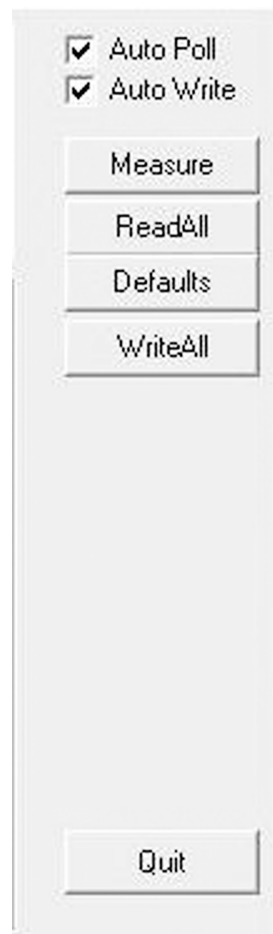 Auto Poll
Auto Write
Measure
ReadAll
Defaults
WriteAll
Quit